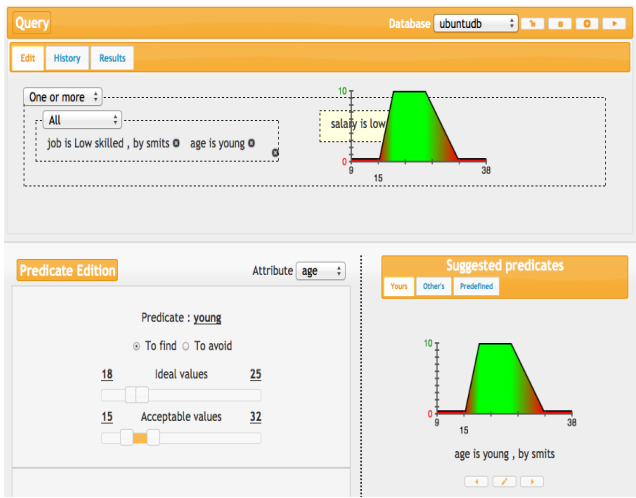 Query
Database ubuntudb
Edit History Results
One or more
All
job is Low skilled , by smits age is young
salary is low
10
0
9
15
38
Predicate Edition
Attribute age
Predicate : young
To find To avoid
18 Ideal values 25
15 Acceptable values 32
Suggested predicates
Yours Other's Predefined
10
0
9
15
38
age is young , by smits